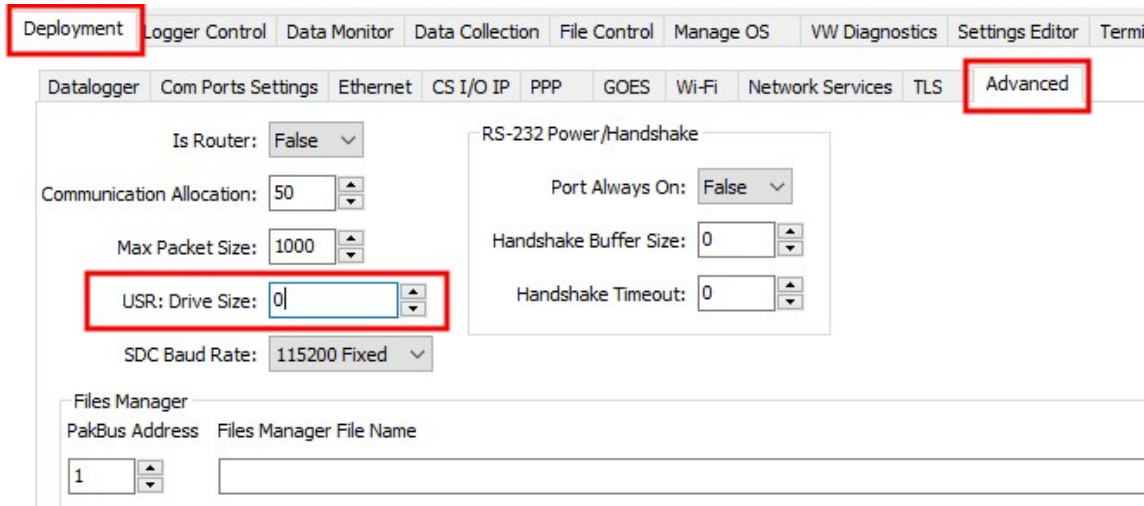 Deployment Logger Control Data Monitor Data Collection File Control Manage OS VW Diagnostics Settings Editor Termi
Datalogger Com Ports Settings Ethernet CS I/O IP PPP GOES Wi-Fi Network Services TLS Advanced
Is Router: False
Communication Allocation: 50
Max Packet Size: 1000
USR: Drive Size: 0
SDC Baud Rate: 115200 Fixed
RS-232 Power/Handshake
Port Always On: False
Handshake Buffer Size: 0
Handshake Timeout: 0
Files Manager
PakBus Address Files Manager File Name
1